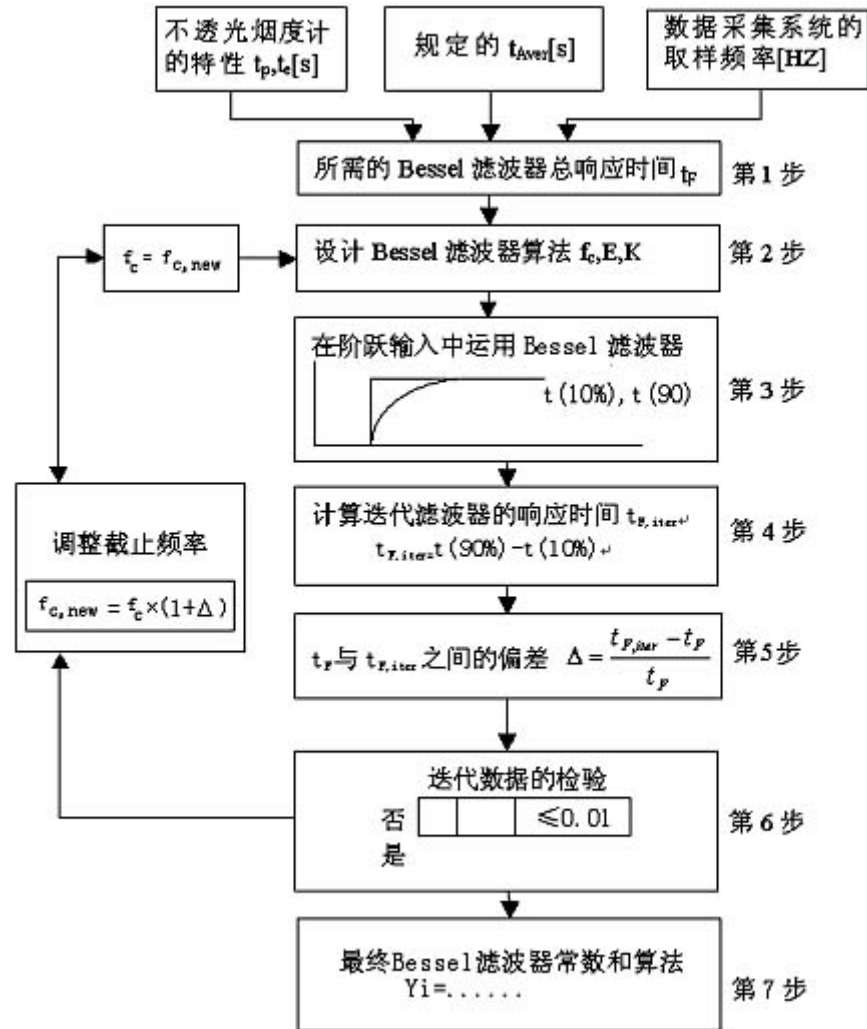 不透光烟度计
的特性 tp,te[s]
规定的 tAver[s]
数据采集系统的
取样频率[HZ]
所需的 Bessel 滤波器总响应时间 tF
第1步
fc = fc,new
设计 Bessel 滤波器算法 fc,E,K
第2步
在阶跃输入中运用 Bessel 滤波器
t(10%),t(90)
第3步
计算迭代滤波器的响应时间 tF,iter↵
tF,iter=t(90%)-t(10%)↵
第4步
调整截止频率
fc,new = fc×(1+Δ)
tF与 tF,iter 之间的偏差 Δ = (tF,iter − tF) / tF
第5步
迭代数据的检验
否 ≤0.01
是
第6步
最终Bessel滤波器常数和算法
Yi=......
第7步